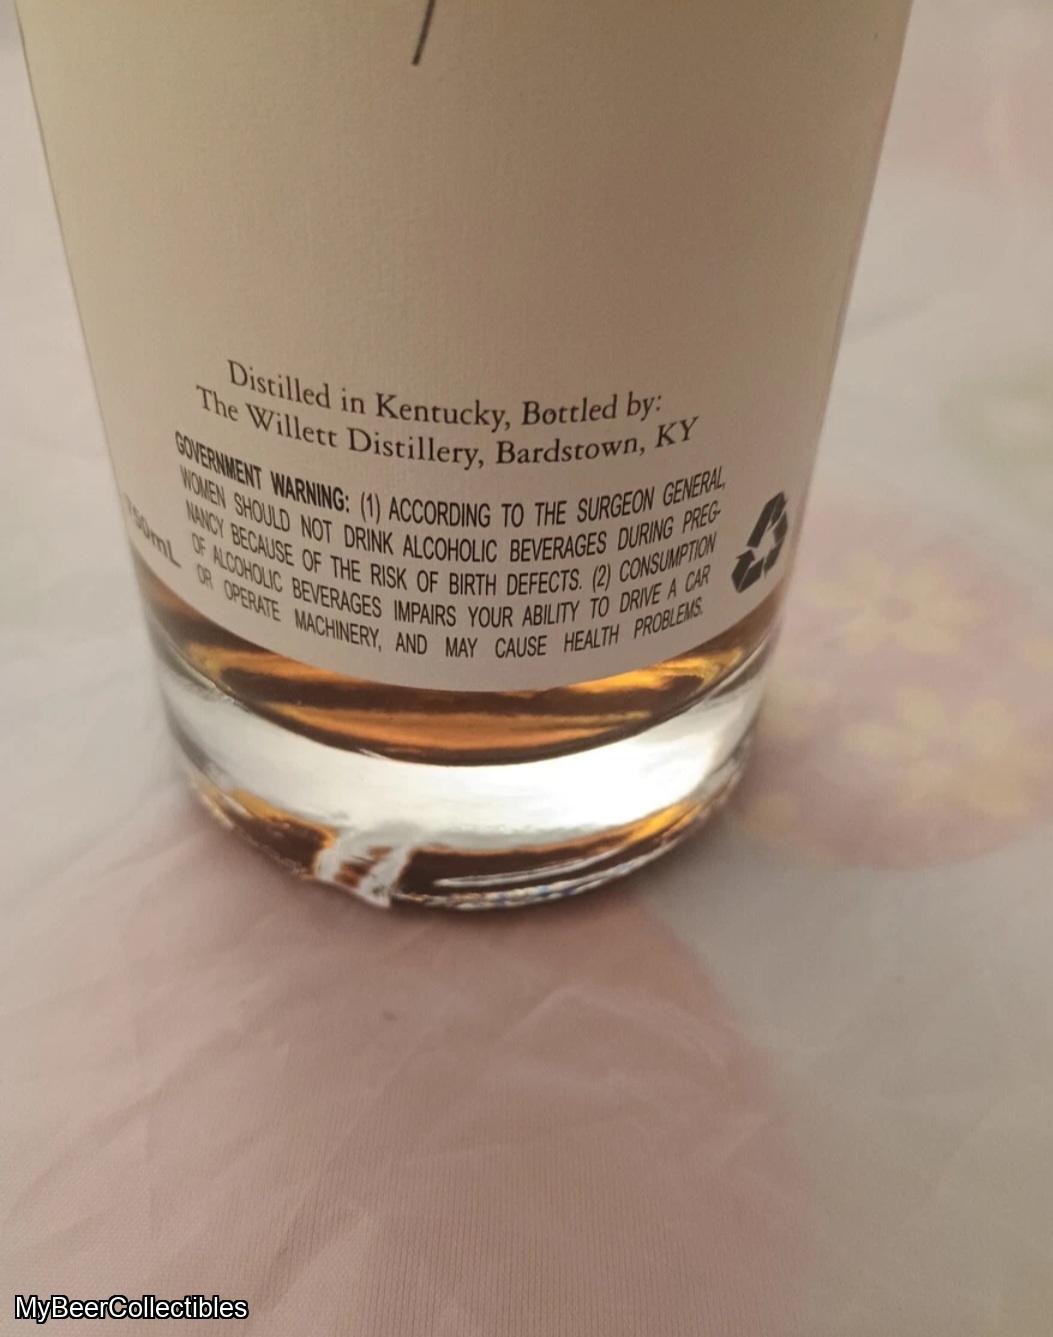 Distilled in Kentucky, Bottled by:
The Willett Distillery, Bardstown, KY
GOVERNMENT WARNING: (1) ACCORDING TO THE SURGEON GENERAL,
WOMEN SHOULD NOT DRINK ALCOHOLIC BEVERAGES DURING PREG-
NANCY BECAUSE OF THE RISK OF BIRTH DEFECTS. (2) CONSUMPTION
OF ALCOHOLIC BEVERAGES IMPAIRS YOUR ABILITY TO DRIVE A CAR
OR OPERATE MACHINERY, AND MAY CAUSE HEALTH PROBLEMS.
750mL
MyBeerCollectibles